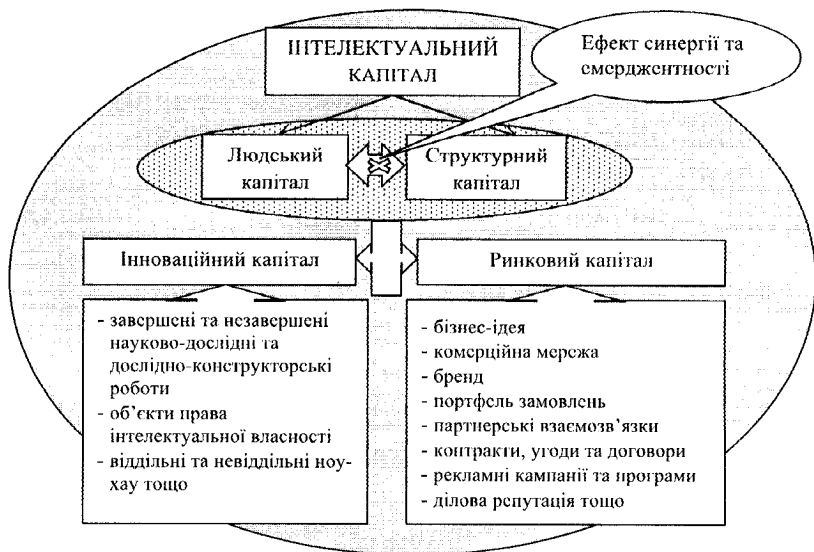 ІНТЕЛЕКТУАЛЬНИЙ
КАПІТАЛ
Ефект синергії та
емерджентності
Людський
капітал
Структурний
капітал
Інноваційний капітал
- завершені та незавершені
науково-дослідні та
дослідно-конструкторські
роботи
- об’єкти права
інтелектуальної власності
- віддільні та невіддільні ноу-
хау тощо
Ринковий капітал
- бізнес-ідея
- комерційна мережа
- бренд
- портфель замовлень
- партнерські взаємозв’язки
- контракти, угоди та договори
- рекламні кампанії та програми
- ділова репутація тощо